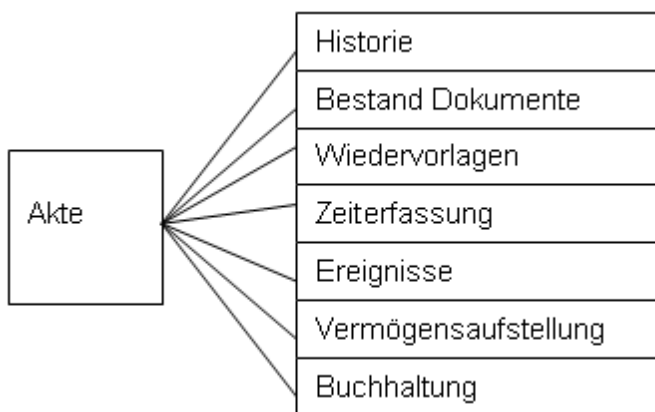 Akte
Historie
Bestand Dokumente
Wiedervorlagen
Zeiterfassung
Ereignisse
Vermögensaufstellung
Buchhaltung